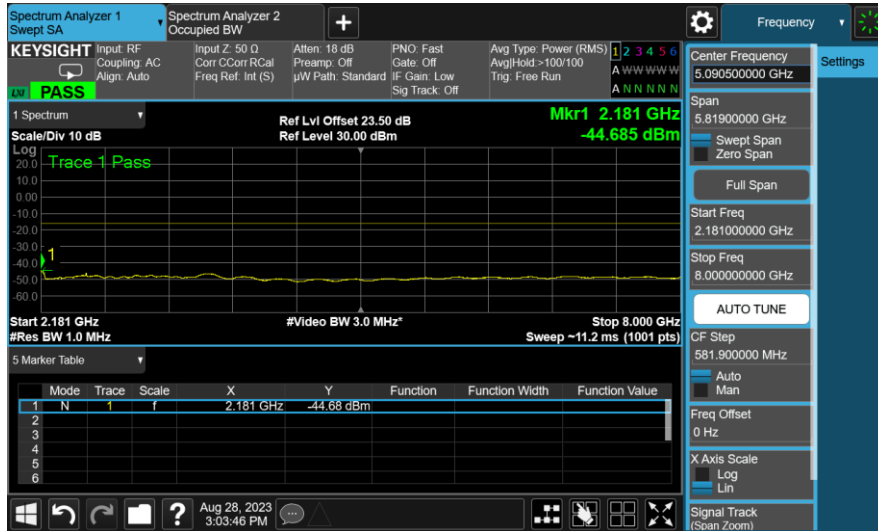 Spectrum Analyzer 1
Swept SA
Spectrum Analyzer 2
Occupied BW
+
Frequency
KEYSIGHT
Input: RF
Coupling: AC
Align: Auto
Input Z: 50 Ω
Corr CCorr RCal
Freq Ref: Int (S)
Atten: 18 dB
Preamp: Off
µW Path: Standard
PNO: Fast
Gate: Off
IF Gain: Low
Sig Track: Off
Avg Type: Power (RMS)
Avg|Hold:>100/100
Trig: Free Run
1 2 3 4 5 6
A W W W W W
A N N N N N
LXI PASS
1 Spectrum
Scale/Div 10 dB
Ref Lvl Offset 23.50 dB
Ref Level 30.00 dBm
Mkr1 2.181 GHz
-44.685 dBm
Log
Trace 1 Pass
20.0
10.0
0.00
-10.0
-20.0
-30.0
-40.0
-50.0
-60.0
1
Start 2.181 GHz
#Video BW 3.0 MHz*
Stop 8.000 GHz
#Res BW 1.0 MHz
Sweep ~11.2 ms (1001 pts)
5 Marker Table
Mode Trace Scale X Y Function Function Width Function Value
1 N 1 f 2.181 GHz -44.68 dBm
2
3
4
5
6
?
Aug 28, 2023
3:03:46 PM
Center Frequency
5.090500000 GHz
Settings
Span
5.81900000 GHz
Swept Span
Zero Span
Full Span
Start Freq
2.181000000 GHz
Stop Freq
8.000000000 GHz
AUTO TUNE
CF Step
581.900000 MHz
Auto
Man
Freq Offset
0 Hz
X Axis Scale
Log
Lin
Signal Track
(Span Zoom)